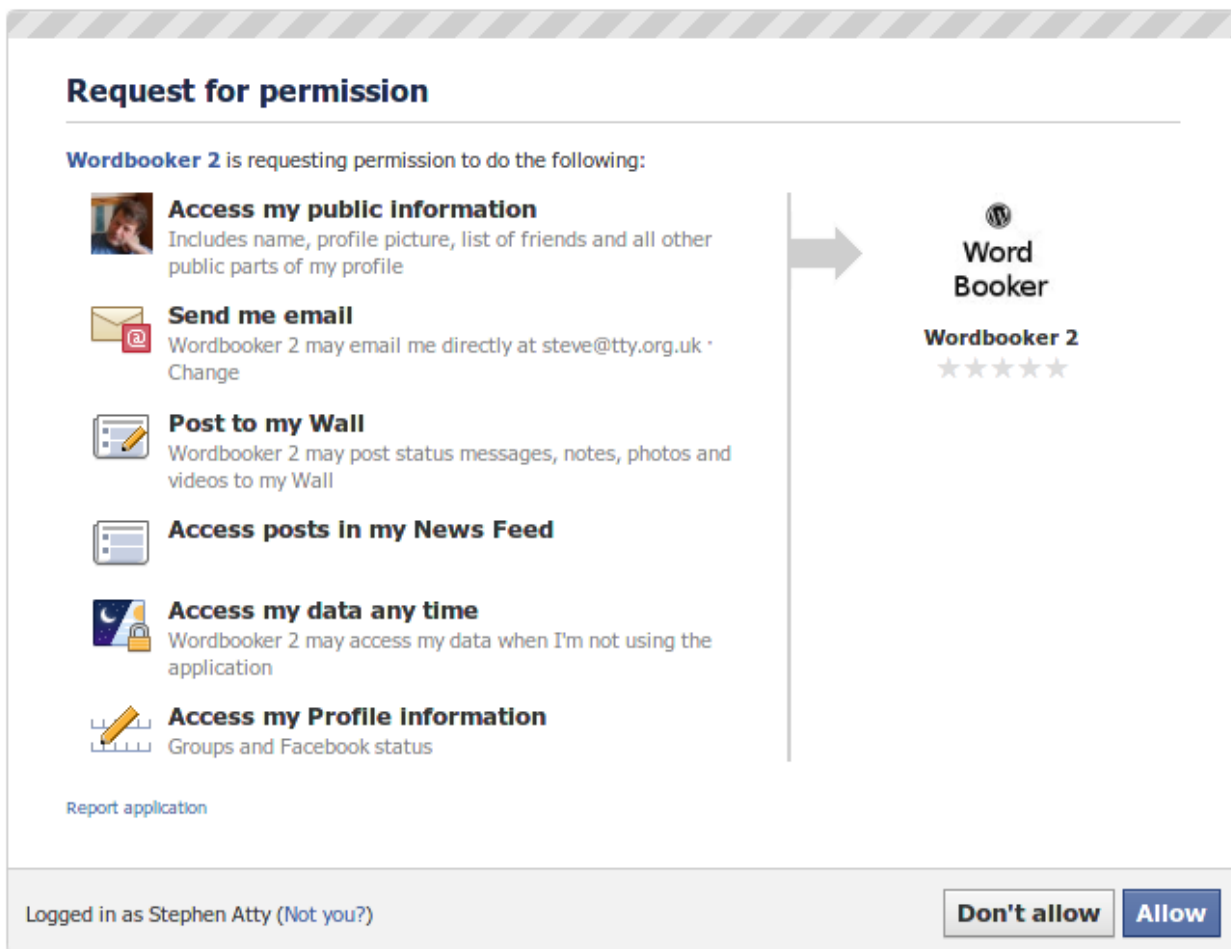 Request for permission
Wordbooker 2 is requesting permission to do the following:
Access my public information
Includes name, profile picture, list of friends and all other
public parts of my profile
Send me email
Wordbooker 2 may email me directly at steve@tty.org.uk ·
Change
Post to my Wall
Wordbooker 2 may post status messages, notes, photos and
videos to my Wall
Access posts in my News Feed
Access my data any time
Wordbooker 2 may access my data when I'm not using the
application
Access my Profile information
Groups and Facebook status
Word
Booker
Wordbooker 2
Report application
Logged in as Stephen Atty (Not you?)
Don't allow
Allow